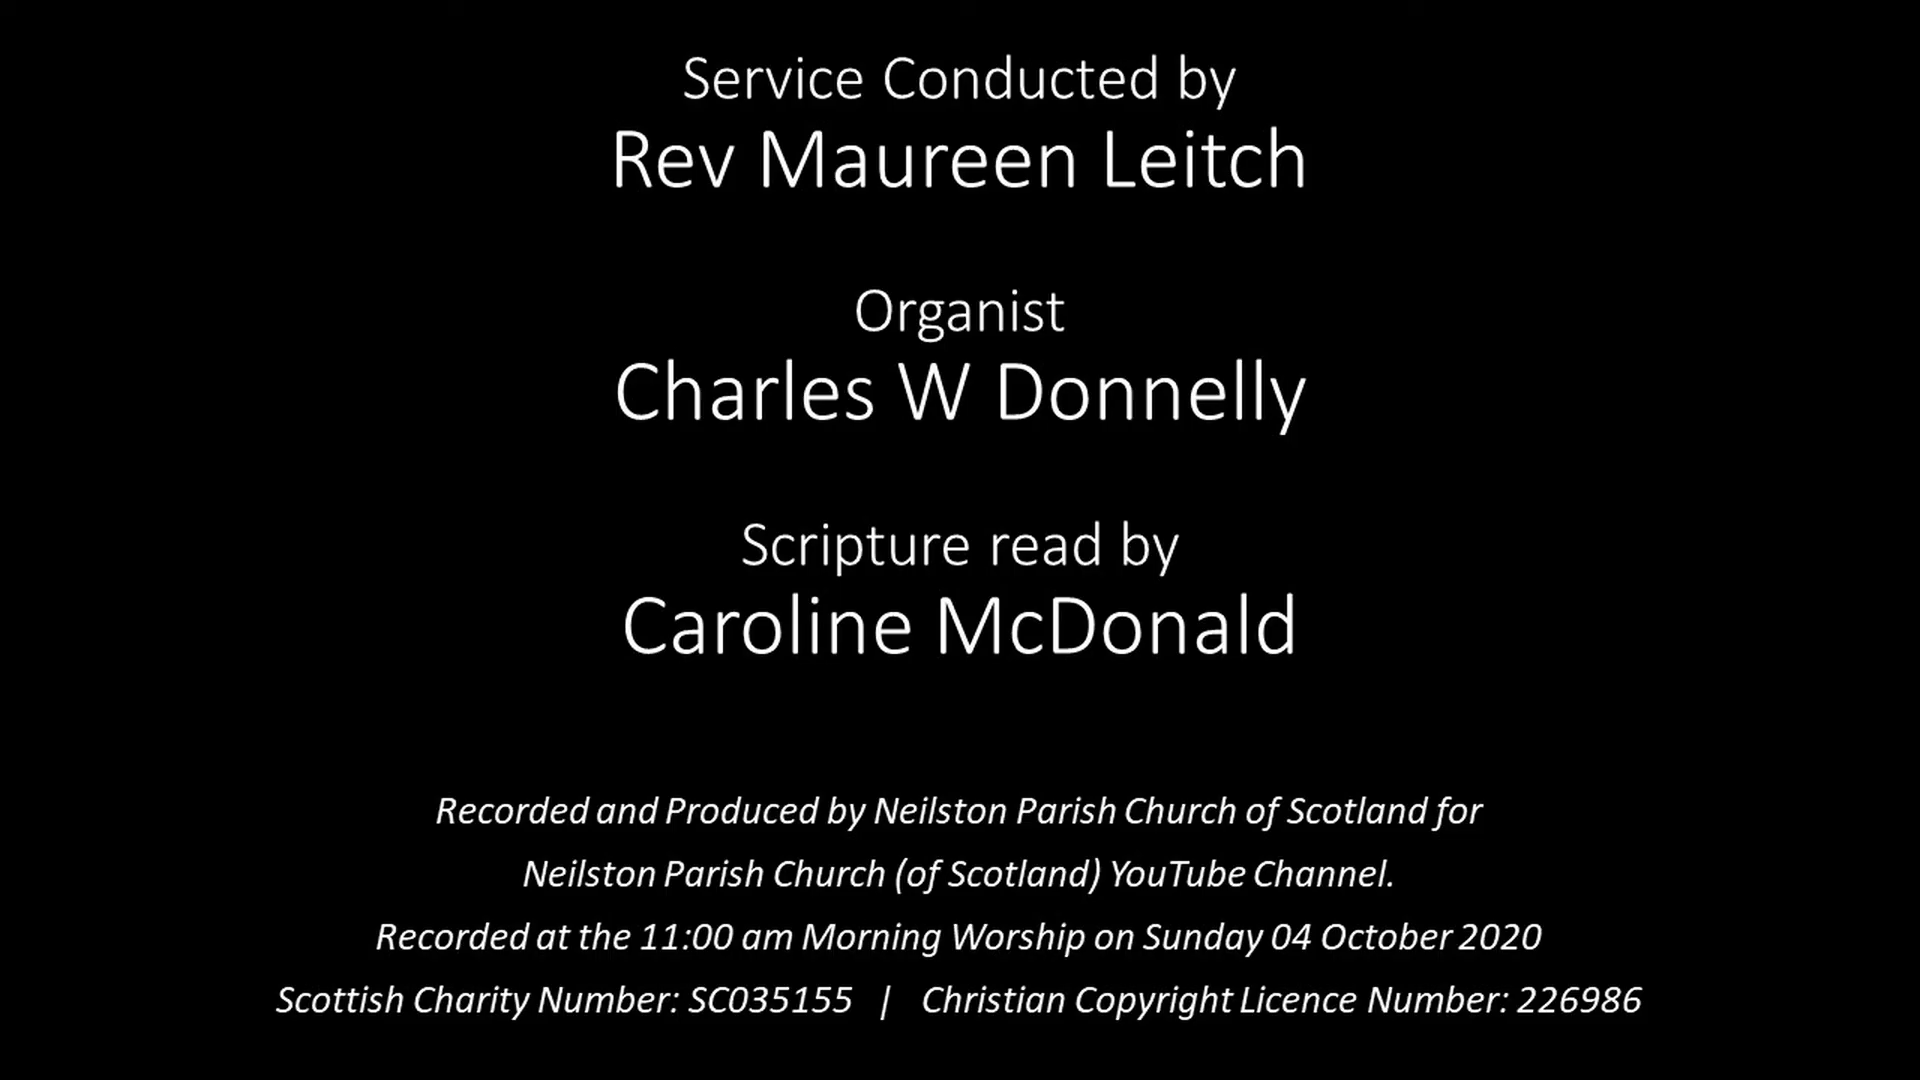 Service Conducted by
Rev Maureen Leitch
Organist
Charles W Donnelly
Scripture read by
Caroline McDonald
Recorded and Produced by Neilston Parish Church of Scotland for
Neilston Parish Church (of Scotland) YouTube Channel.
Recorded at the 11:00 am Morning Worship on Sunday 04 October 2020
Scottish Charity Number: SC035155 | Christian Copyright Licence Number: 226986